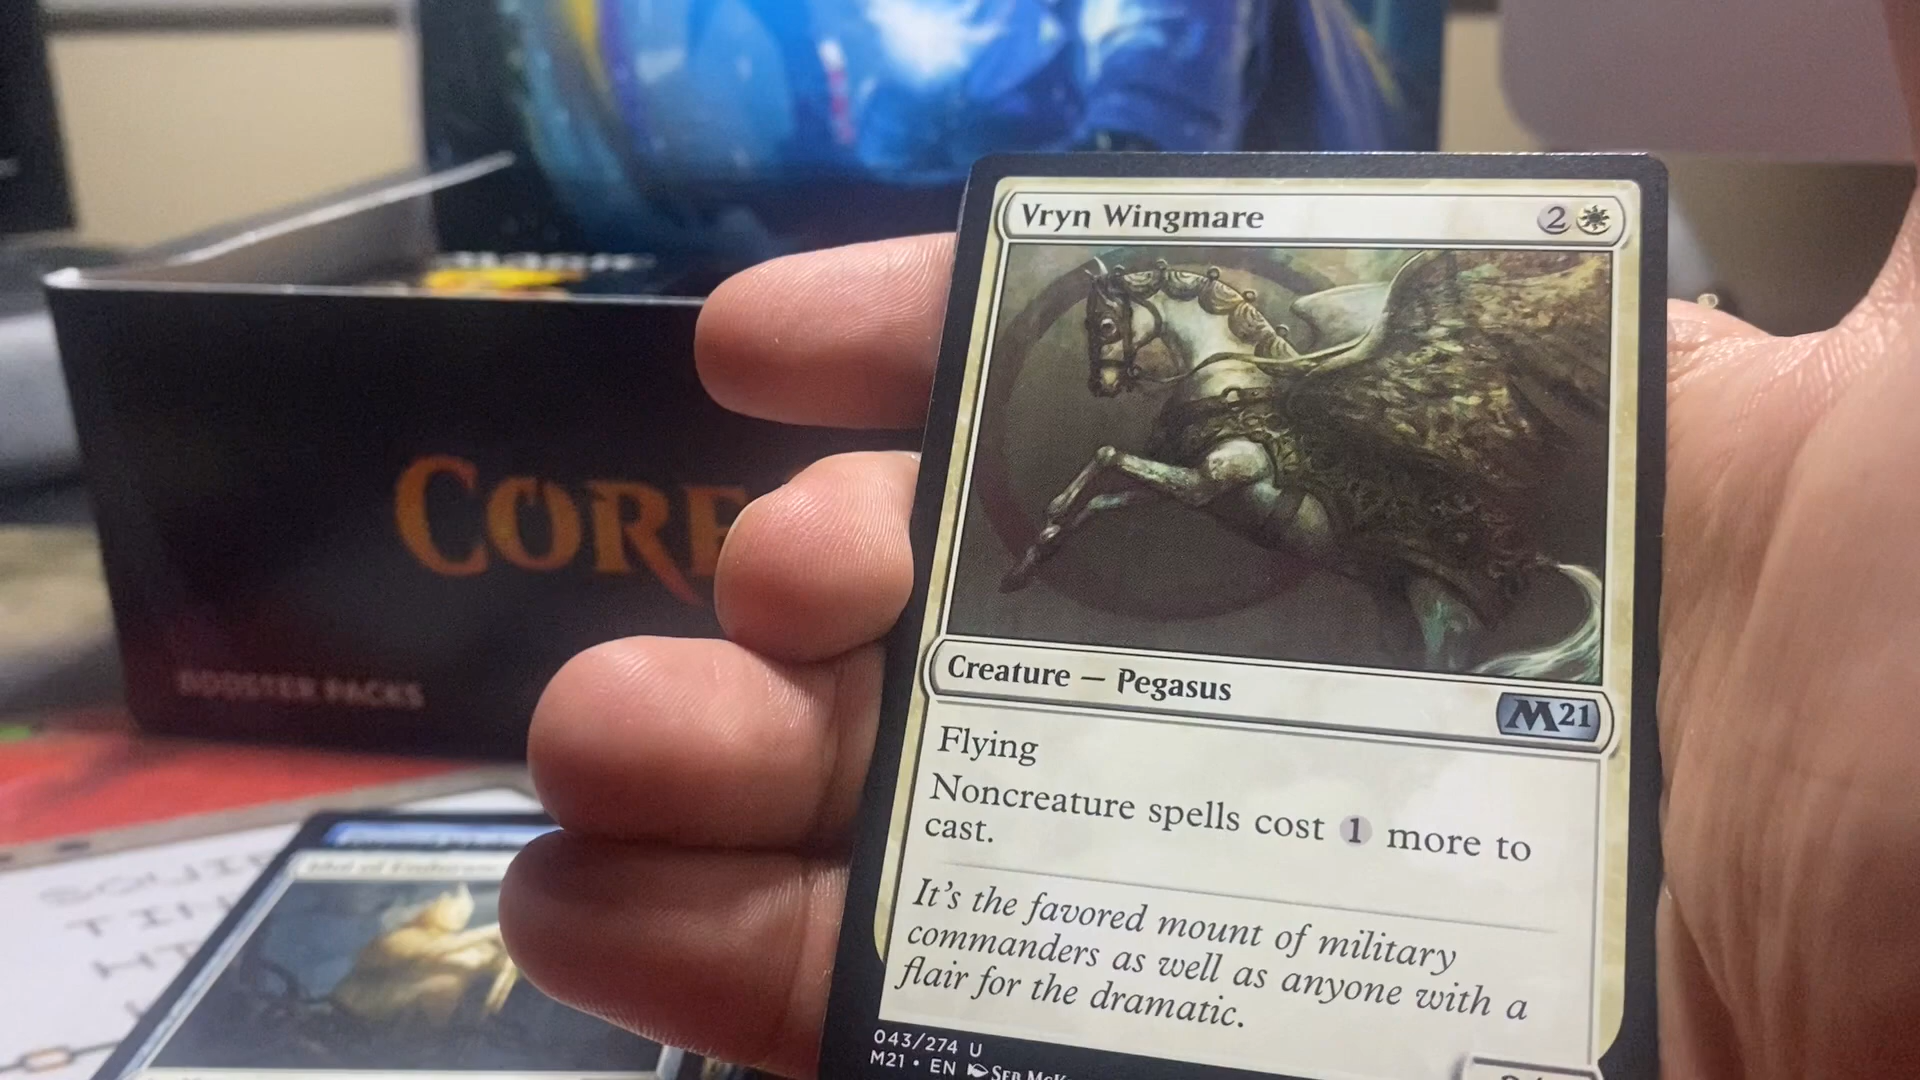 Vryn Wingmare 2
Creature — Pegasus
M21
Flying
Noncreature spells cost 1 more to
cast.
It's the favored mount of military
commanders as well as anyone with a
flair for the dramatic.
043/274 U
M21 • EN
CORE
BOOSTER PACKS